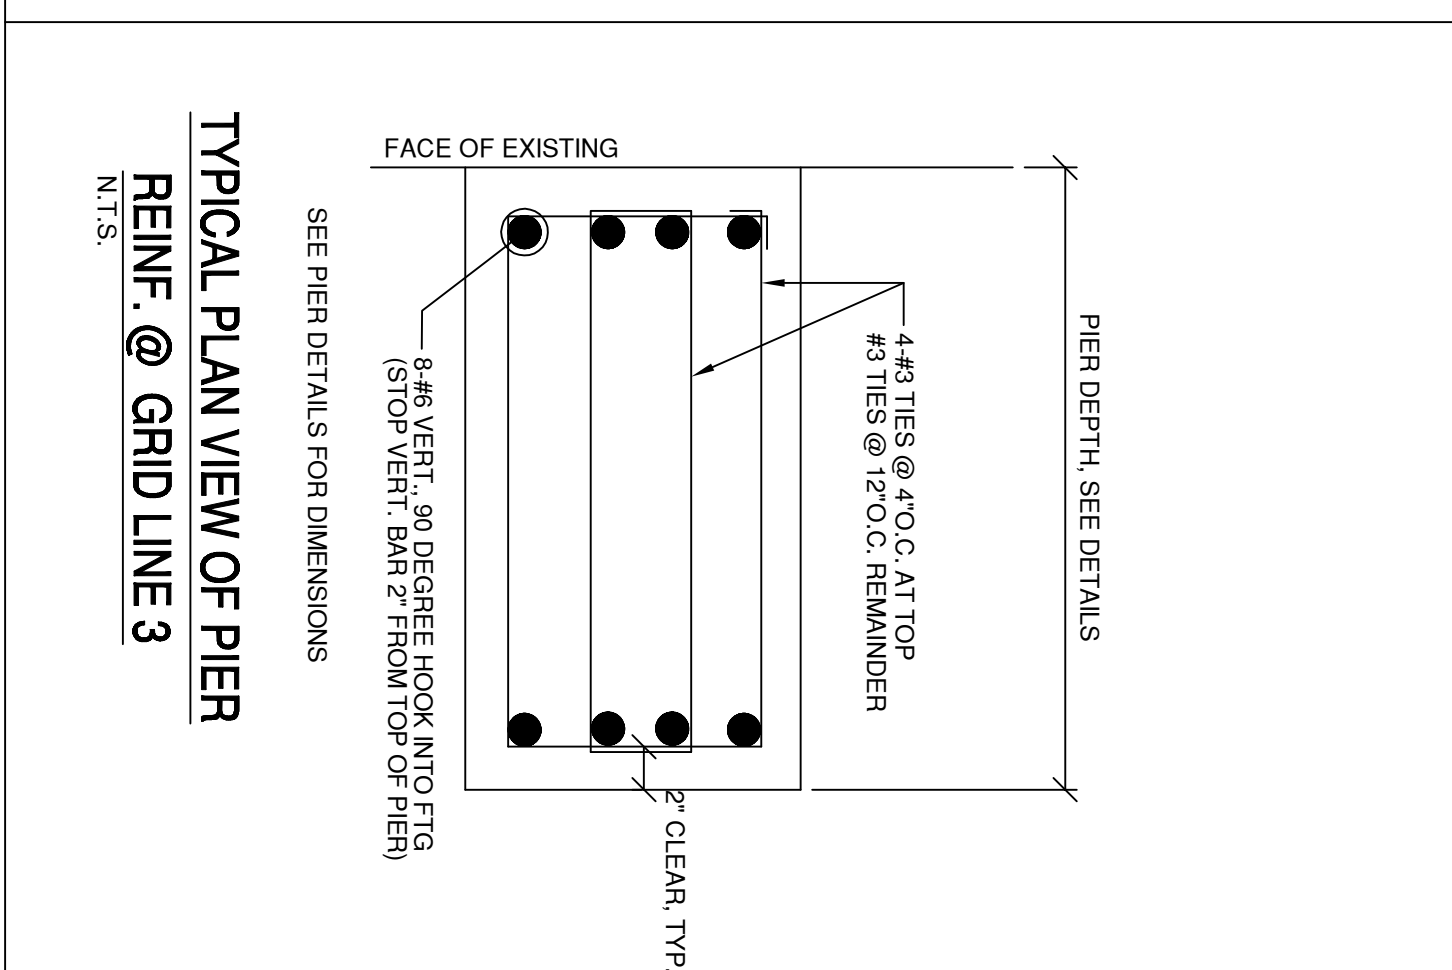 FACE OF EXISTING
PIER DEPTH, SEE DETAILS
4-#3 TIES @ 4"O.C. AT TOP
#3 TIES @ 12"O.C. REMAINDER
2" CLEAR, TYP.
8-#6 VERT., 90 DEGREE HOOK INTO FTG
(STOP VERT. BAR 2" FROM TOP OF PIER)
SEE PIER DETAILS FOR DIMENSIONS
TYPICAL PLAN VIEW OF PIER
REINF. @ GRID LINE 3
N.T.S.